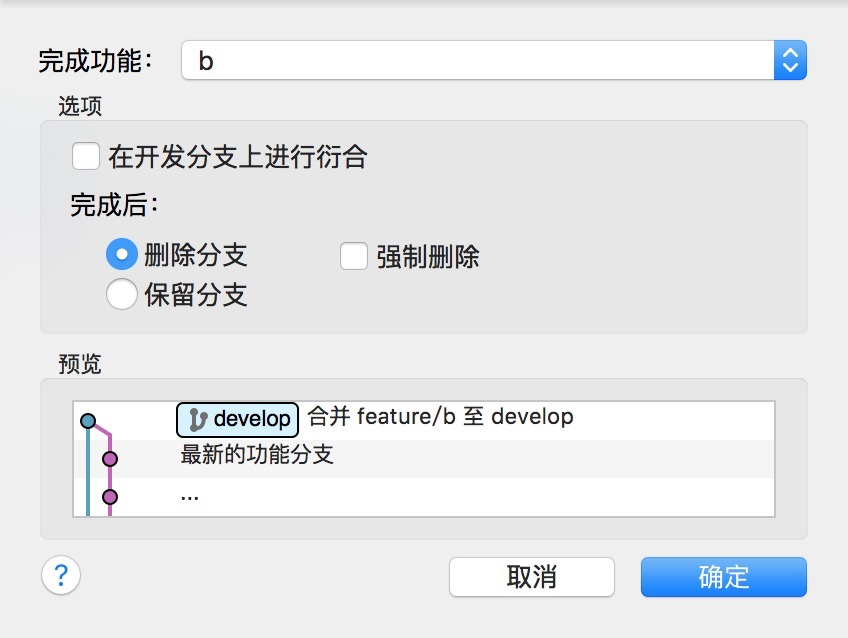 完成功能： b
选项
在开发分支上进行衍合
完成后：
删除分支 强制删除
保留分支
预览
develop 合并 feature/b 至 develop
最新的功能分支
...
? 取消 确定